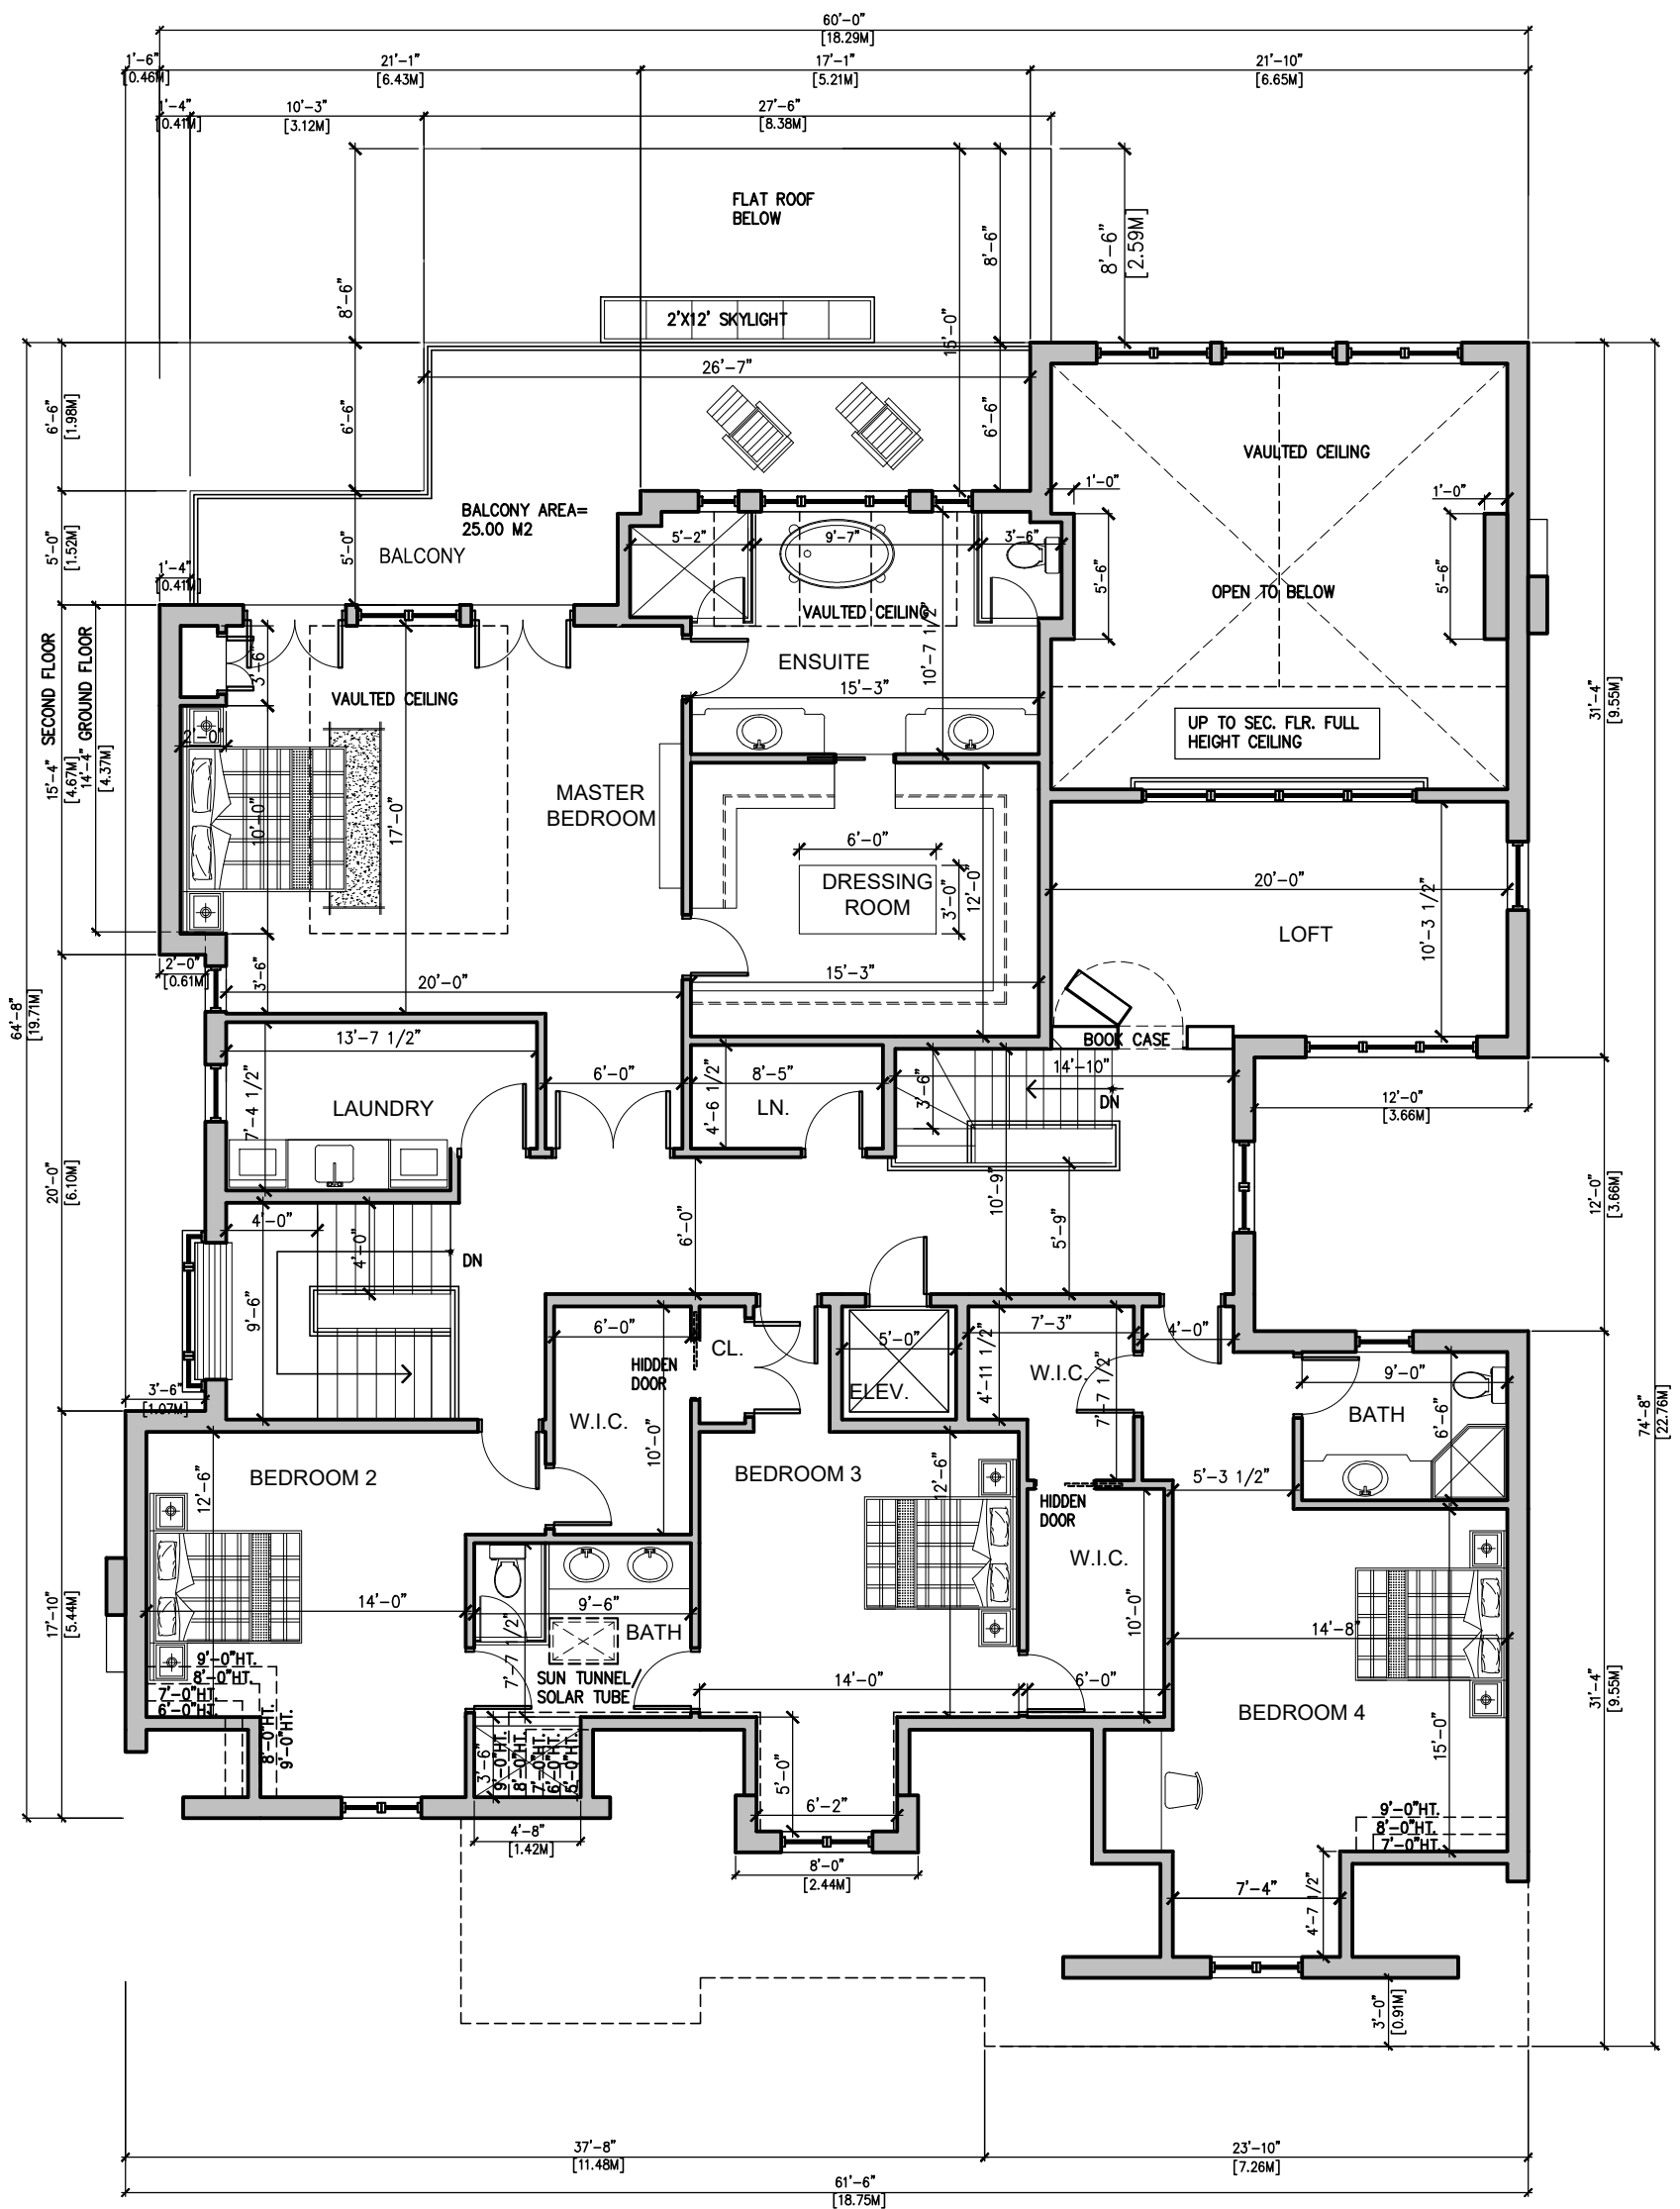 60'-0"
[18.29M]
1'-6"
[0.46M]
21'-1"
[6.43M]
17'-1"
[5.21M]
21'-10"
[6.65M]
1'-4"
[0.41M]
10'-3"
[3.12M]
27'-6"
[8.38M]
FLAT ROOF
BELOW
8'-6"
8'-6"
8'-6"
[2.59M]
2'X12' SKYLIGHT
15'-0"
26'-7"
6'-6"
[1.98M]
6'-6"
6'-6"
VAULTED CEILING
1'-0"
1'-0"
BALCONY AREA=
25.00 M2
BALCONY
5'-0"
[1.52M]
5'-0"
1'-4"
[0.41M]
5'-2"
9'-7"
3'-6"
5'-6"
5'-6"
OPEN TO BELOW
VAULTED CEILING
10'-7 1/2"
ENSUITE
15'-3"
15'-4" SECOND FLOOR
[4.67M]
14'-4" GROUND FLOOR
[4.37M]
3'-6"
VAULTED CEILING
2'-0"
UP TO SEC. FLR. FULL
HEIGHT CEILING
31'-4"
[9.55M]
MASTER
BEDROOM
10'-0"
17'-0"
6'-0"
DRESSING
ROOM
3'-0"
12'-0"
20'-0"
10'-3 1/2"
LOFT
2'-0"
[0.61M]
3'-6"
20'-0"
15'-3"
64'-8"
[19.71M]
13'-7 1/2"
BOOK CASE
14'-10"
6'-0"
8'-5"
4'-6 1/2"
LN.
3'-6"
DN
LAUNDRY
7'-4 1/2"
12'-0"
[3.66M]
20'-0"
[6.10M]
4'-0"
4'-0"
DN
9'-6"
6'-0"
10'-9"
5'-9"
12'-0"
[3.66M]
6'-0"
HIDDEN
DOOR
CL.
5'-0"
ELEV.
7'-3"
4'-11 1/2"
W.I.C.
7'-7 1/2"
4'-0"
9'-0"
BATH
6'-6"
3'-6"
[1.07M]
W.I.C.
10'-0"
74'-8"
[22.76M]
BEDROOM 2
12'-6"
BEDROOM 3
12'-6"
5'-3 1/2"
HIDDEN
DOOR
W.I.C.
10'-0"
17'-10"
[5.44M]
14'-0"
9'-6"
BATH
7'-7 1/2"
SUN TUNNEL/
SOLAR TUBE
14'-0"
6'-0"
14'-8"
BEDROOM 4
15'-0"
31'-4"
[9.55M]
9'-0"HT.
8'-0"HT.
7'-0"HT.
6'-0"HT.
8'-0"HT.
9'-0"HT.
3'-6"
9'-0"HT.
8'-0"HT.
7'-0"HT.
6'-0"HT.
5'-0"HT.
5'-0"
6'-2"
9'-0"HT.
8'-0"HT.
7'-0"HT.
4'-8"
[1.42M]
8'-0"
[2.44M]
7'-4"
4'-7 1/2"
3'-0"
[0.91M]
37'-8"
[11.48M]
23'-10"
[7.26M]
61'-6"
[18.75M]